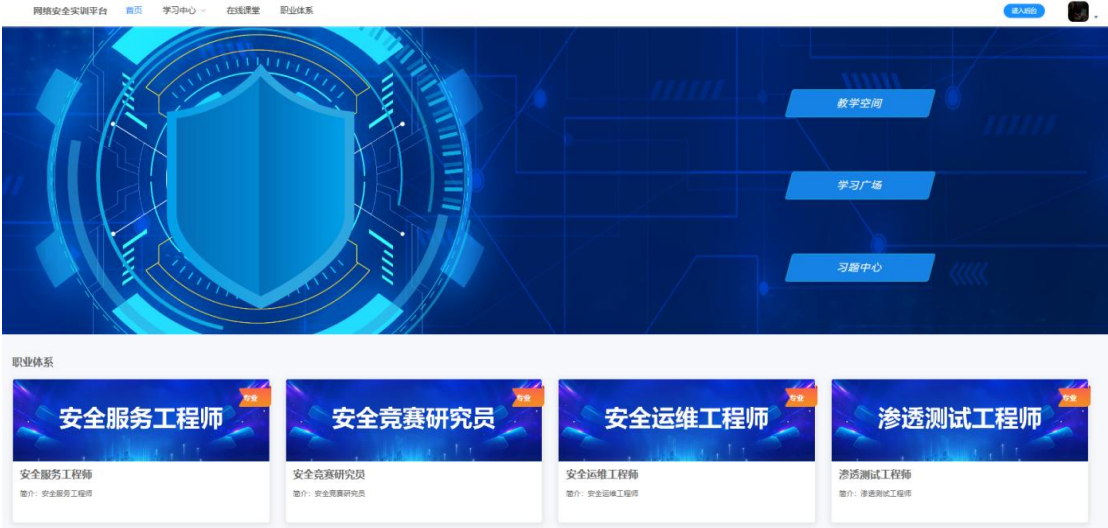 网络安全实训平台 首页 学习中心 在线课堂 职业体系 进入后台
教学空间
学习广场
习题中心
职业体系
安全服务工程师 专业 安全竞赛研究员 专业 安全运维工程师 专业 渗透测试工程师 专业
安全服务工程师 安全竞赛研究员 安全运维工程师 渗透测试工程师
简介：安全服务工程师 简介：安全竞赛研究员 简介：安全运维工程师 简介：渗透测试工程师